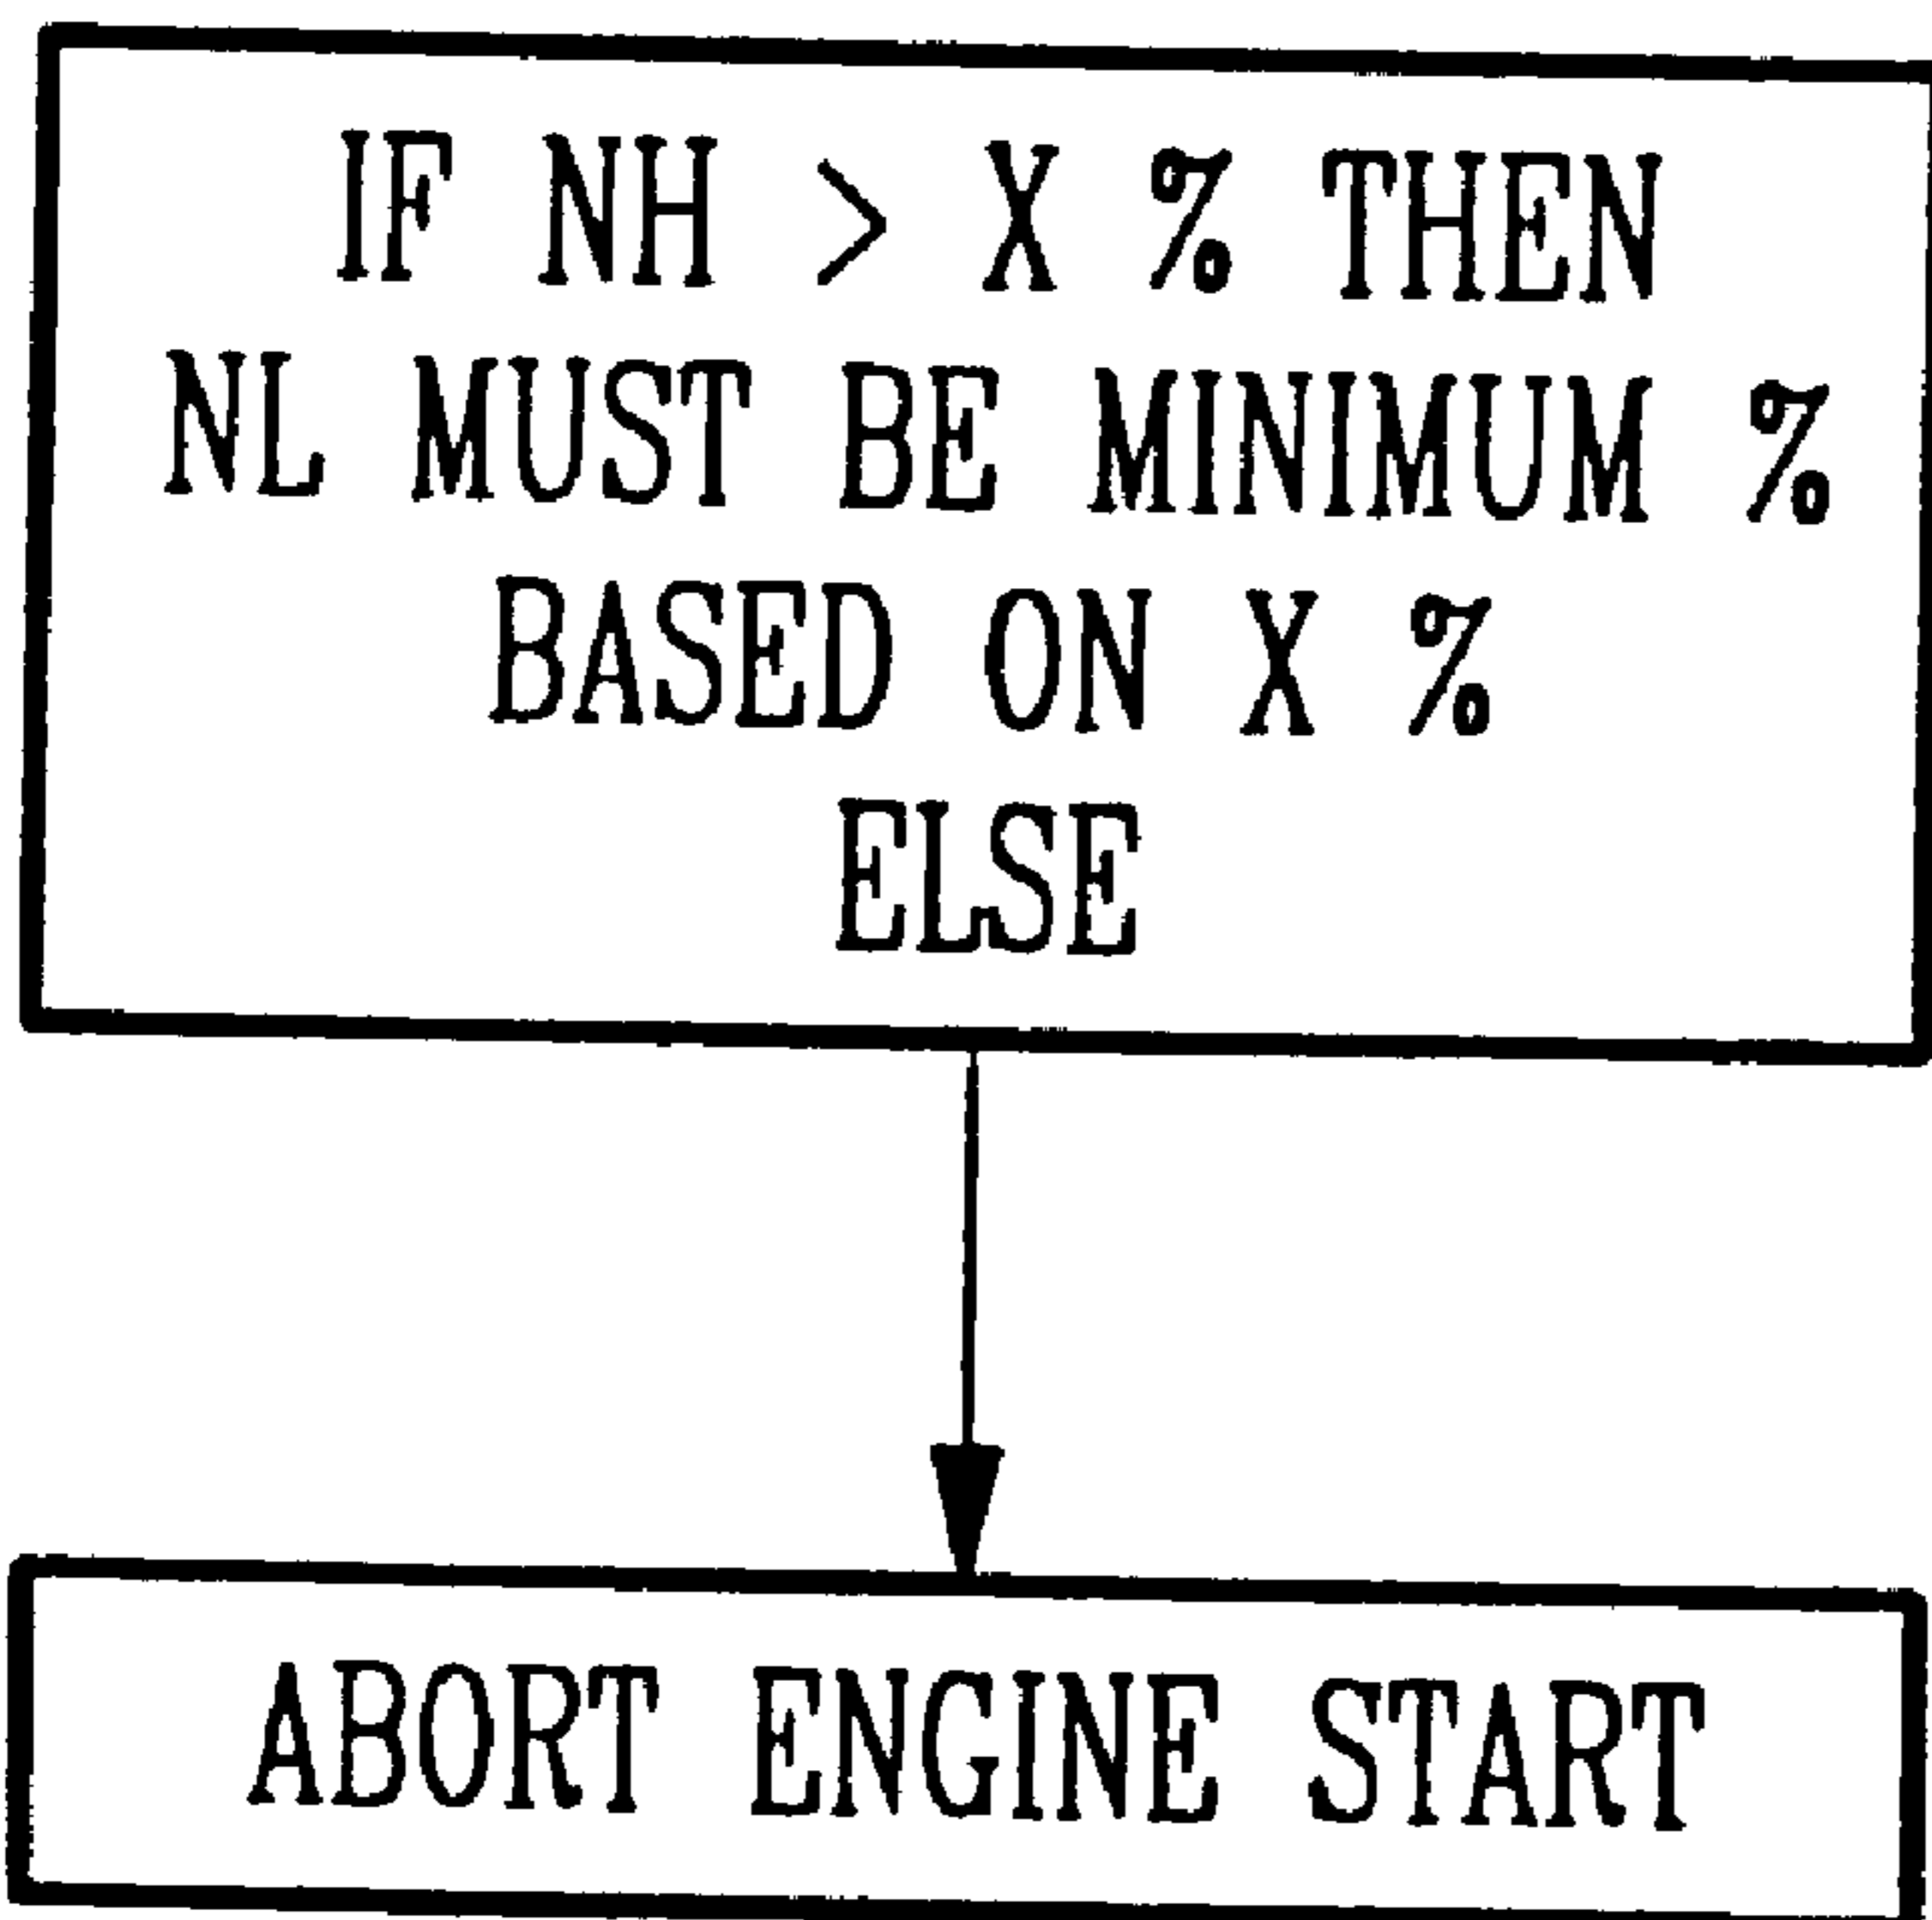 IF NH > X % THEN
NL MUST BE MINIMUM %
BASED ON X %
ELSE
ABORT ENGINE START